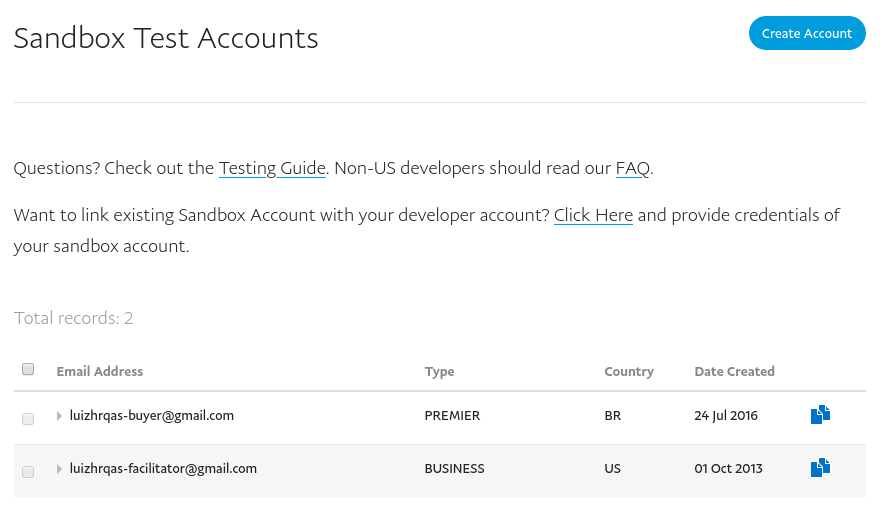 Sandbox Test Accounts
Create Account
Questions? Check out the Testing Guide. Non-US developers should read our FAQ.
Want to link existing Sandbox Account with your developer account? Click Here and provide credentials of
your sandbox account.
Total records: 2
Email Address Type Country Date Created
luizhrqas-buyer@gmail.com PREMIER BR 24 Jul 2016
luizhrqas-facilitator@gmail.com BUSINESS US 01 Oct 2013